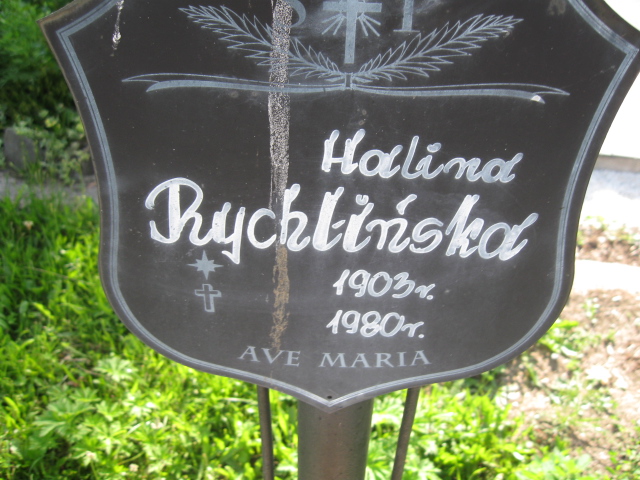 Halina
Rychlińska
1903r.
1980r.
AVE MARIA